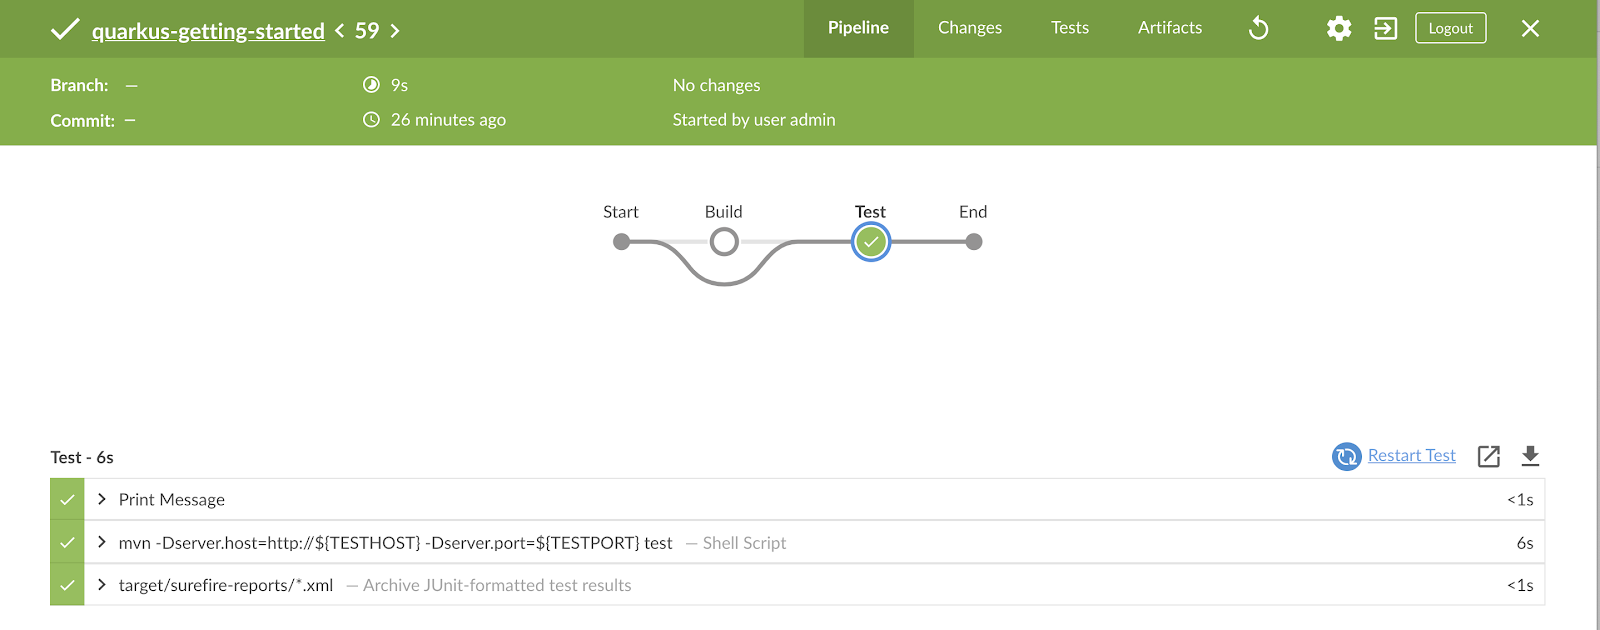 quarkus-getting-started < 59 > Pipeline Changes Tests Artifacts Logout
Branch: — 9s No changes
Commit: — 26 minutes ago Started by user admin
Start Build Test End
Test - 6s Restart Test
Print Message <1s
mvn -Dserver.host=http://${TESTHOST} -Dserver.port=${TESTPORT} test — Shell Script 6s
target/surefire-reports/*.xml — Archive JUnit-formatted test results <1s